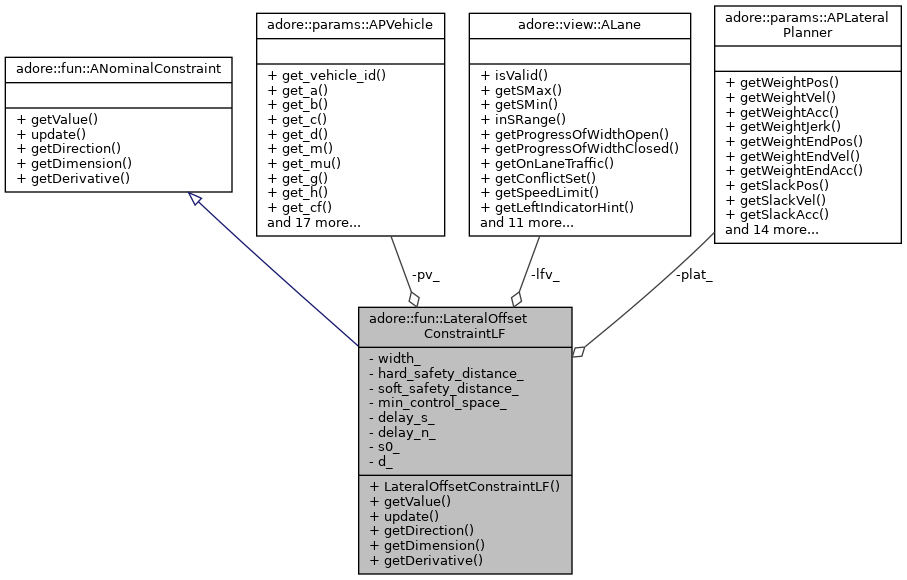 adore::fun::ANominalConstraint
+ getValue()
+ update()
+ getDirection()
+ getDimension()
+ getDerivative()
adore::params::APVehicle
+ get_vehicle_id()
+ get_a()
+ get_b()
+ get_c()
+ get_d()
+ get_m()
+ get_mu()
+ get_g()
+ get_h()
+ get_cf()
and 17 more...
adore::view::ALane
+ isValid()
+ getSMax()
+ getSMin()
+ inSRange()
+ getProgressOfWidthOpen()
+ getProgressOfWidthClosed()
+ getOnLaneTraffic()
+ getConflictSet()
+ getSpeedLimit()
+ getLeftIndicatorHint()
and 11 more...
adore::params::APLateral
Planner
+ getWeightPos()
+ getWeightVel()
+ getWeightAcc()
+ getWeightJerk()
+ getWeightEndPos()
+ getWeightEndVel()
+ getWeightEndAcc()
+ getSlackPos()
+ getSlackVel()
+ getSlackAcc()
and 14 more...
-pv_
-lfv_
-plat_
adore::fun::LateralOffset
ConstraintLF
- width_
- hard_safety_distance_
- soft_safety_distance_
- min_control_space_
- delay_s_
- delay_n_
- s0_
- d_
+ LateralOffsetConstraintLF()
+ getValue()
+ update()
+ getDirection()
+ getDimension()
+ getDerivative()